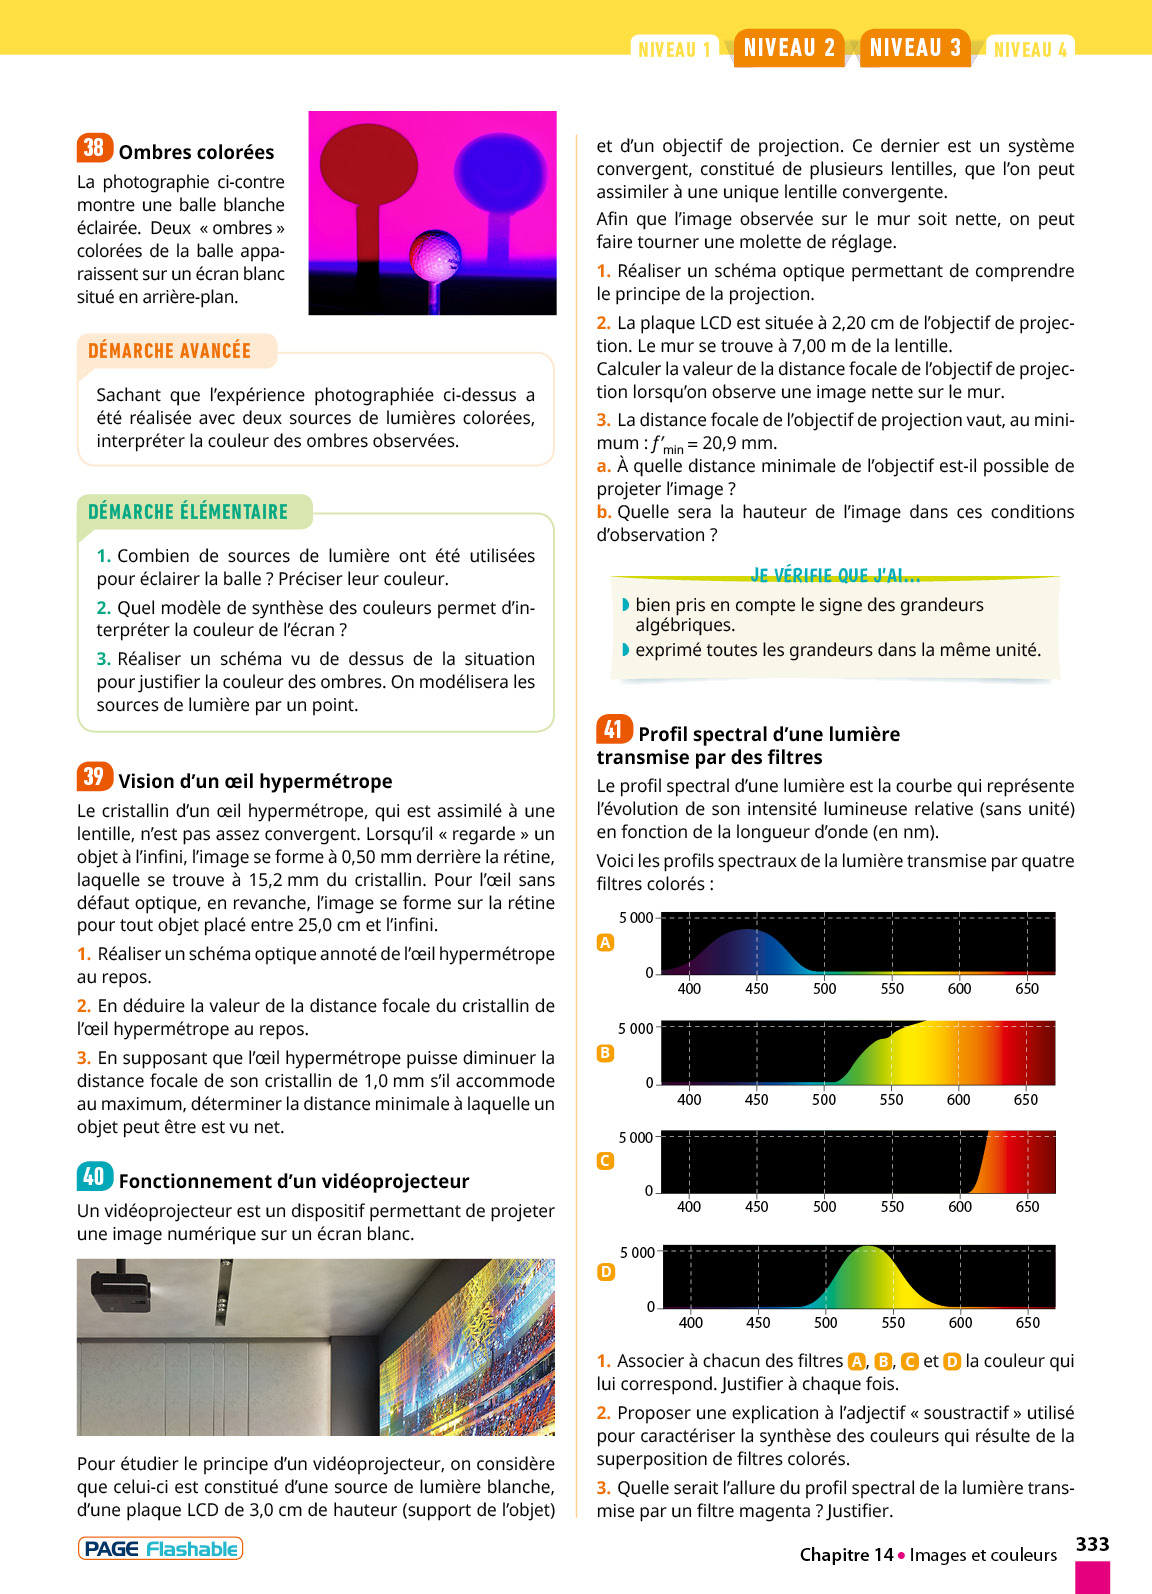 NIVEAU 1 NIVEAU 2 NIVEAU 3 NIVEAU 4
38 Ombres colorées
La photographie ci-contre
montre une balle blanche
éclairée. Deux « ombres »
colorées de la balle appa-
raissent sur un écran blanc
situé en arrière-plan.
DÉMARCHE AVANCÉE
Sachant que l’expérience photographiée ci-dessus a
été réalisée avec deux sources de lumières colorées,
interpréter la couleur des ombres observées.
DÉMARCHE ÉLÉMENTAIRE
1. Combien de sources de lumière ont été utilisées
pour éclairer la balle ? Préciser leur couleur.
2. Quel modèle de synthèse des couleurs permet d’in-
terpréter la couleur de l’écran ?
3. Réaliser un schéma vu de dessus de la situation
pour justifier la couleur des ombres. On modélisera les
sources de lumière par un point.
39 Vision d’un œil hypermétrope
Le cristallin d’un œil hypermétrope, qui est assimilé à une
lentille, n’est pas assez convergent. Lorsqu’il « regarde » un
objet à l’infini, l’image se forme à 0,50 mm derrière la rétine,
laquelle se trouve à 15,2 mm du cristallin. Pour l’œil sans
défaut optique, en revanche, l’image se forme sur la rétine
pour tout objet placé entre 25,0 cm et l’infini.
1. Réaliser un schéma optique annoté de l’œil hypermétrope
au repos.
2. En déduire la valeur de la distance focale du cristallin de
l’œil hypermétrope au repos.
3. En supposant que l’œil hypermétrope puisse diminuer la
distance focale de son cristallin de 1,0 mm s’il accommode
au maximum, déterminer la distance minimale à laquelle un
objet peut être est vu net.
40 Fonctionnement d’un vidéoprojecteur
Un vidéoprojecteur est un dispositif permettant de projeter
une image numérique sur un écran blanc.
Pour étudier le principe d’un vidéoprojecteur, on considère
que celui-ci est constitué d’une source de lumière blanche,
d’une plaque LCD de 3,0 cm de hauteur (support de l’objet)
et d’un objectif de projection. Ce dernier est un système
convergent, constitué de plusieurs lentilles, que l’on peut
assimiler à une unique lentille convergente.
Afin que l’image observée sur le mur soit nette, on peut
faire tourner une molette de réglage.
1. Réaliser un schéma optique permettant de comprendre
le principe de la projection.
2. La plaque LCD est située à 2,20 cm de l’objectif de projec-
tion. Le mur se trouve à 7,00 m de la lentille.
Calculer la valeur de la distance focale de l’objectif de projec-
tion lorsqu’on observe une image nette sur le mur.
3. La distance focale de l’objectif de projection vaut, au mini-
mum : f’min = 20,9 mm.
a. À quelle distance minimale de l’objectif est-il possible de
projeter l’image ?
b. Quelle sera la hauteur de l’image dans ces conditions
d’observation ?
JE VÉRIFIE QUE J’AI...
bien pris en compte le signe des grandeurs
algébriques.
exprimé toutes les grandeurs dans la même unité.
41 Profil spectral d’une lumière
transmise par des filtres
Le profil spectral d’une lumière est la courbe qui représente
l’évolution de son intensité lumineuse relative (sans unité)
en fonction de la longueur d’onde (en nm).
Voici les profils spectraux de la lumière transmise par quatre
filtres colorés :
5 000
A
0
400 450 500 550 600 650
5 000
B
0
400 450 500 550 600 650
5 000
C
0
400 450 500 550 600 650
5 000
D
0
400 450 500 550 600 650
1. Associer à chacun des filtres A, B, C et D la couleur qui
lui correspond. Justifier à chaque fois.
2. Proposer une explication à l’adjectif « soustractif » utilisé
pour caractériser la synthèse des couleurs qui résulte de la
superposition de filtres colorés.
3. Quelle serait l’allure du profil spectral de la lumière trans-
mise par un filtre magenta ? Justifier.
PAGE Flashable
Chapitre 14 • Images et couleurs 333